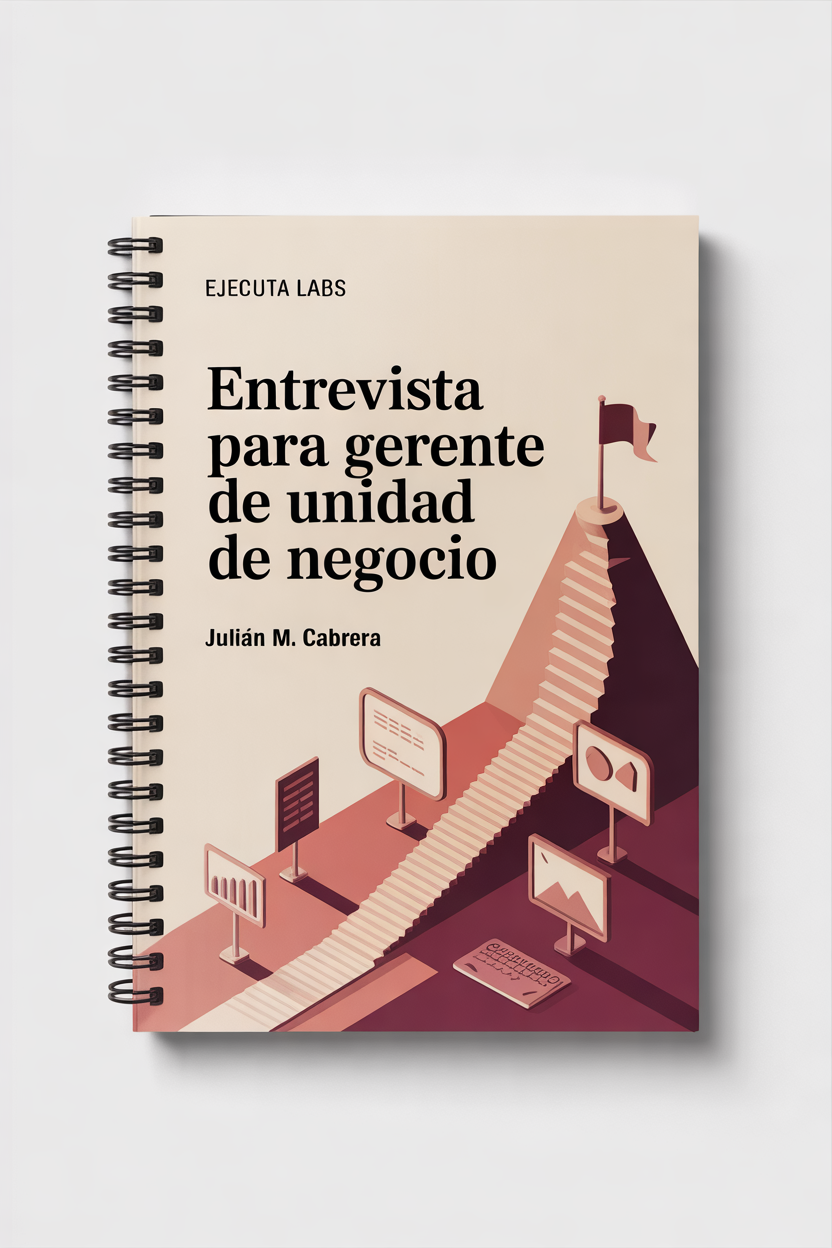 EJECUTA LABS
Entrevista
para gerente
de unidad
de negocio
Julián M. Cabrera